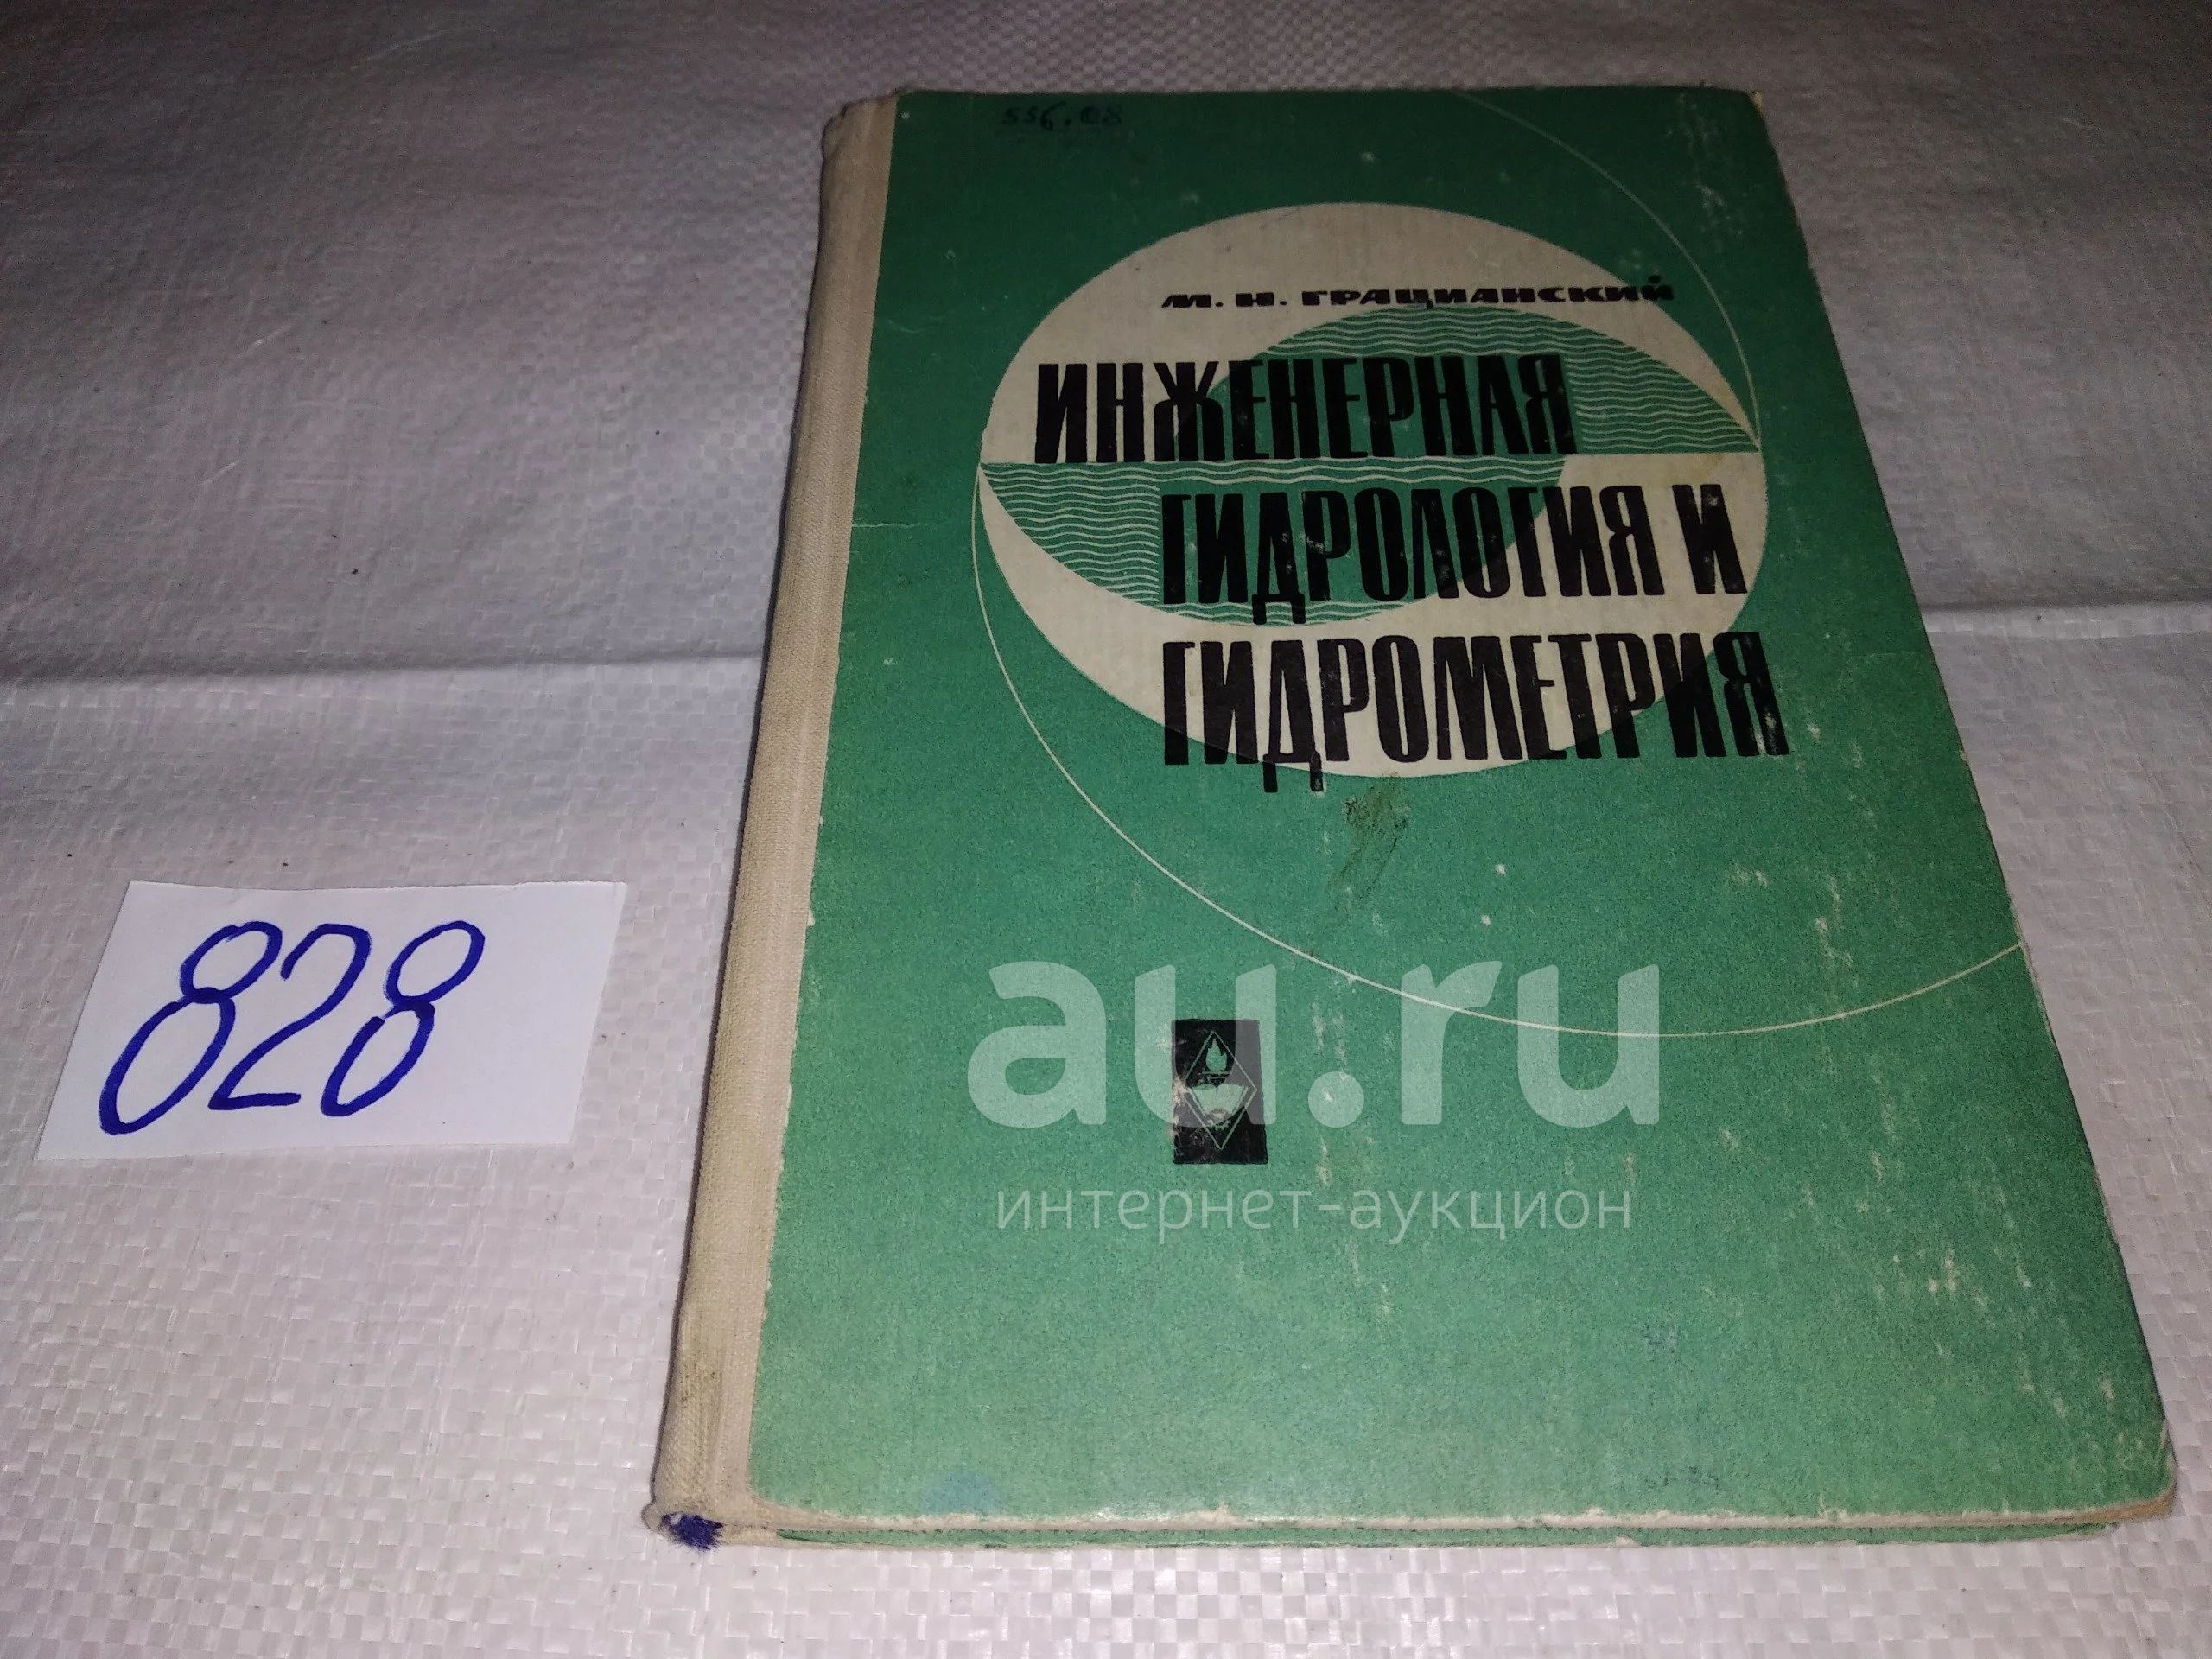 556.08
М. Н. ГРАЦИАНСКИЙ
ИНЖЕНЕРНАЯ
ГИДРОЛОГИЯ И
ГИДРОМЕТРИЯ
828
au.ru
интернет-аукцион